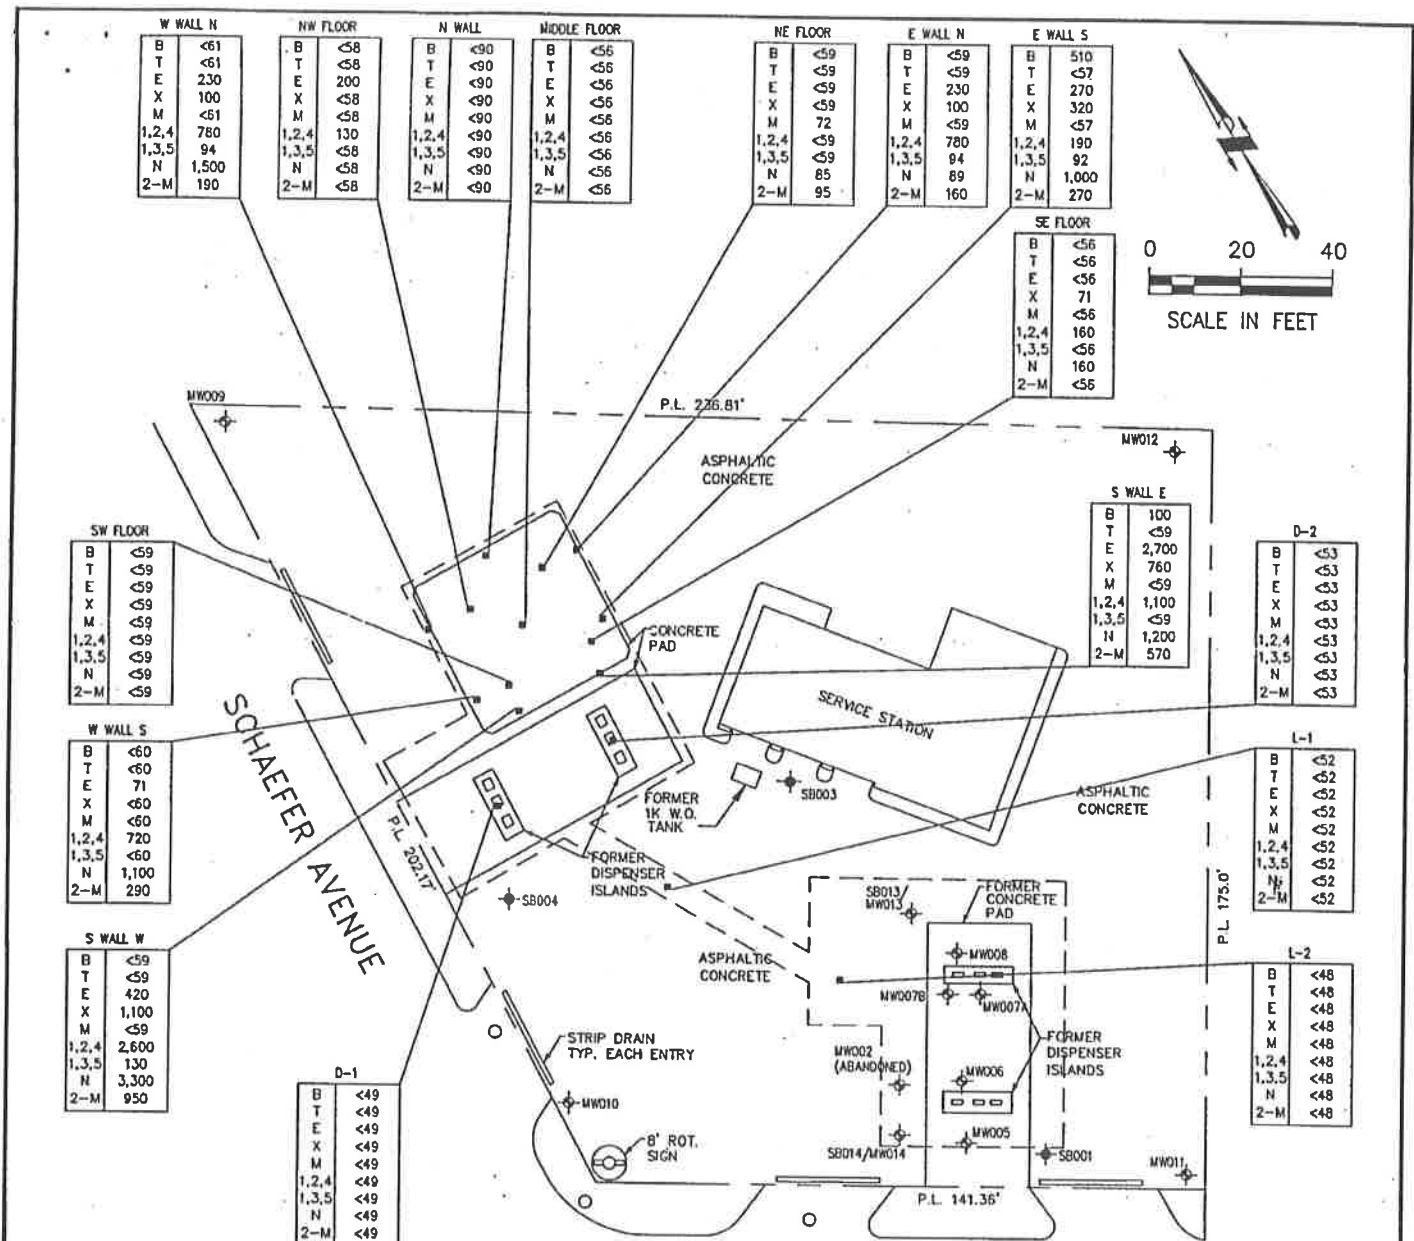 W WALL N
B <61
T <61
E 230
X 100
M <61
1,2,4 780
1,3,5 94
N 1,500
2-M 190
NW FLOOR
B <58
T <58
E 200
X <58
M <58
1,2,4 130
1,3,5 <58
N <58
2-M <58
N WALL
B <90
T <90
E <90
X <90
M <90
1,2,4 <90
1,3,5 <90
N <90
2-M <90
MIDDLE FLOOR
B <56
T <56
E <56
X <56
M <56
1,2,4 <56
1,3,5 <56
N <56
2-M <56
NE FLOOR
B <59
T <59
E <59
X <59
M 72
1,2,4 <59
1,3,5 <59
N 85
2-M 95
E WALL N
B <59
T <59
E 230
X 100
M <59
1,2,4 780
1,3,5 94
N 89
2-M 160
E WALL S
B 510
T <57
E 270
X 320
M <57
1,2,4 190
1,3,5 92
N 1,000
2-M 270
SE FLOOR
B <56
T <56
E <56
X 71
M <56
1,2,4 160
1,3,5 <56
N 160
2-M <56
0 20 40
SCALE IN FEET
MW009
P.L. 236.81'
MW012
ASPHALTIC
CONCRETE
S WALL E
B 100
T <59
E 2,700
X 760
M <59
1,2,4 1,100
1,3,5 <59
N 1,200
2-M 570
D-2
B <53
T <53
E <53
X <53
M <53
1,2,4 <53
1,3,5 <53
N <53
2-M <53
SW FLOOR
B <59
T <59
E <59
X <59
M <59
1,2,4 <59
1,3,5 <59
N <59
2-M <59
CONCRETE
PAD
SERVICE STATION
SCHAEFER AVENUE
W WALL S
B <60
T <60
E 71
X <60
M <60
1,2,4 720
1,3,5 <60
N 1,100
2-M 290
L-1
B <52
T <52
E <52
X <52
M <52
1,2,4 <52
1,3,5 <52
N <52
2-M <52
FORMER
1K W.O.
TANK
SB003
ASPHALTIC
CONCRETE
P.L. 202.17'
FORMER
DISPENSER
ISLANDS
SB004
SB013/
MW013
FORMER
CONCRETE
PAD
P.L. 175.0'
S WALL W
B <59
T <59
E 420
X 1,100
M <59
1,2,4 2,600
1,3,5 130
N 3,300
2-M 950
ASPHALTIC
CONCRETE
MW008
MW007B
MW007A
L-2
B <48
T <48
E <48
X <48
M <48
1,2,4 <48
1,3,5 <48
N <48
2-M <48
STRIP DRAIN
TYP. EACH ENTRY
MW002
(ABANDONED)
FORMER
DISPENSER
ISLANDS
MW006
D-1
B <49
T <49
E <49
X <49
M <49
1,2,4 <49
1,3,5 <49
N <49
2-M <49
MW010
8' ROT.
SIGN
MW005
SB014/MW014
SB001
MW011
P.L. 141.36'